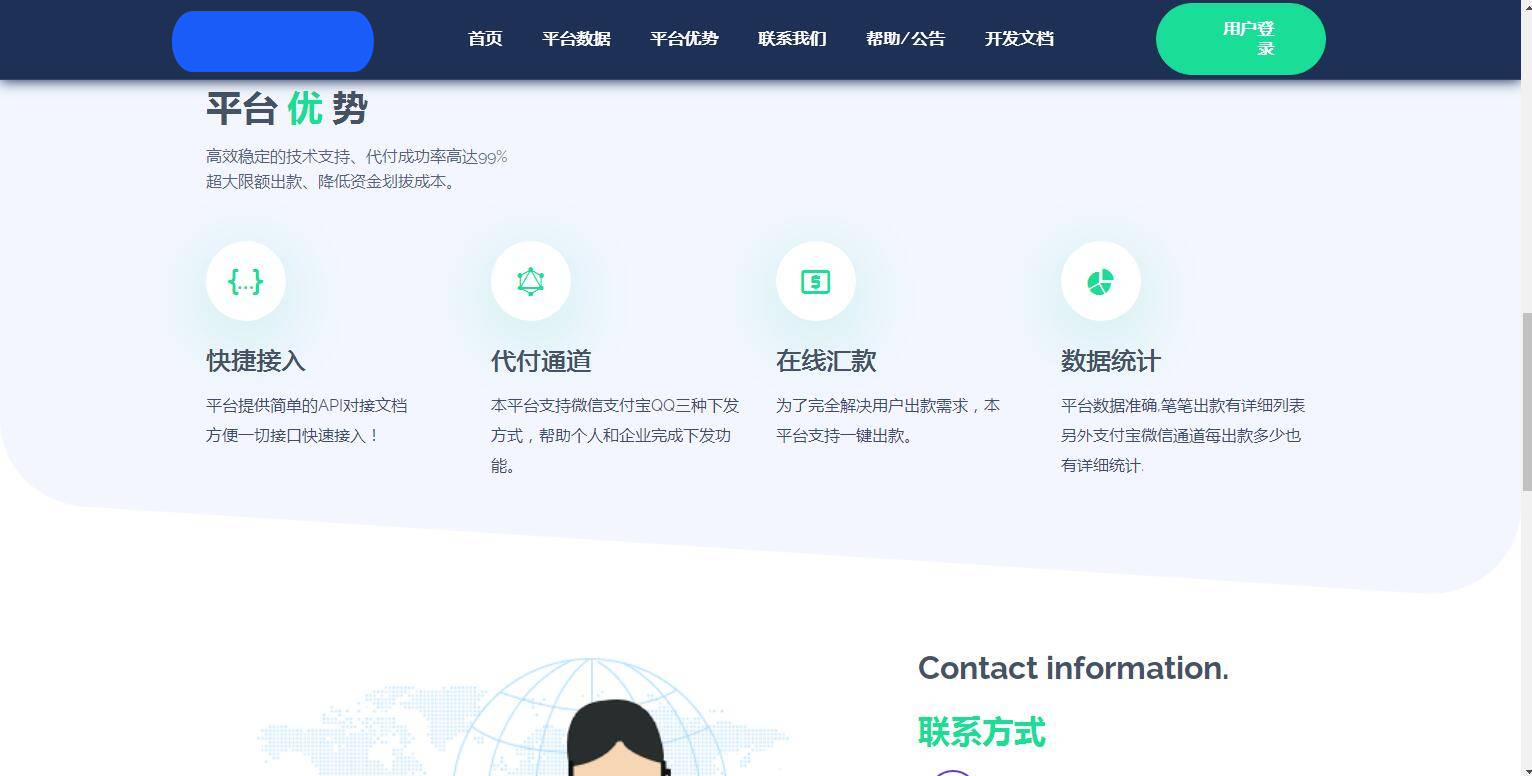 首页 平台数据 平台优势 联系我们 帮助/公告 开发文档 用户登
录
平台 优 势
高效稳定的技术支持、代付成功率高达99%
超大限额出款、降低资金划拔成本。
{...}
快捷接入
平台提供简单的API对接文档
方便一切接口快速接入！
代付通道
本平台支持微信支付宝QQ三种下发
方式，帮助个人和企业完成下发功
能。
$
在线汇款
为了完全解决用户出款需求，本
平台支持一键出款。
数据统计
平台数据准确,笔笔出款有详细列表
另外支付宝微信通道每出款多少也
有详细统计.
Contact information.
联系方式